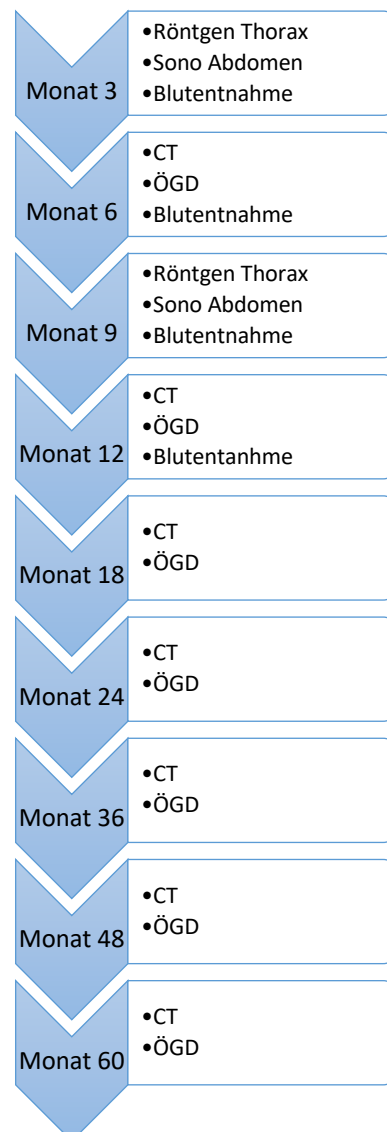 Monat 3
•Röntgen Thorax
•Sono Abdomen
•Blutentnahme
Monat 6
•CT
•ÖGD
•Blutentnahme
Monat 9
•Röntgen Thorax
•Sono Abdomen
•Blutentnahme
Monat 12
•CT
•ÖGD
•Blutentanhme
Monat 18
•CT
•ÖGD
Monat 24
•CT
•ÖGD
Monat 36
•CT
•ÖGD
Monat 48
•CT
•ÖGD
Monat 60
•CT
•ÖGD